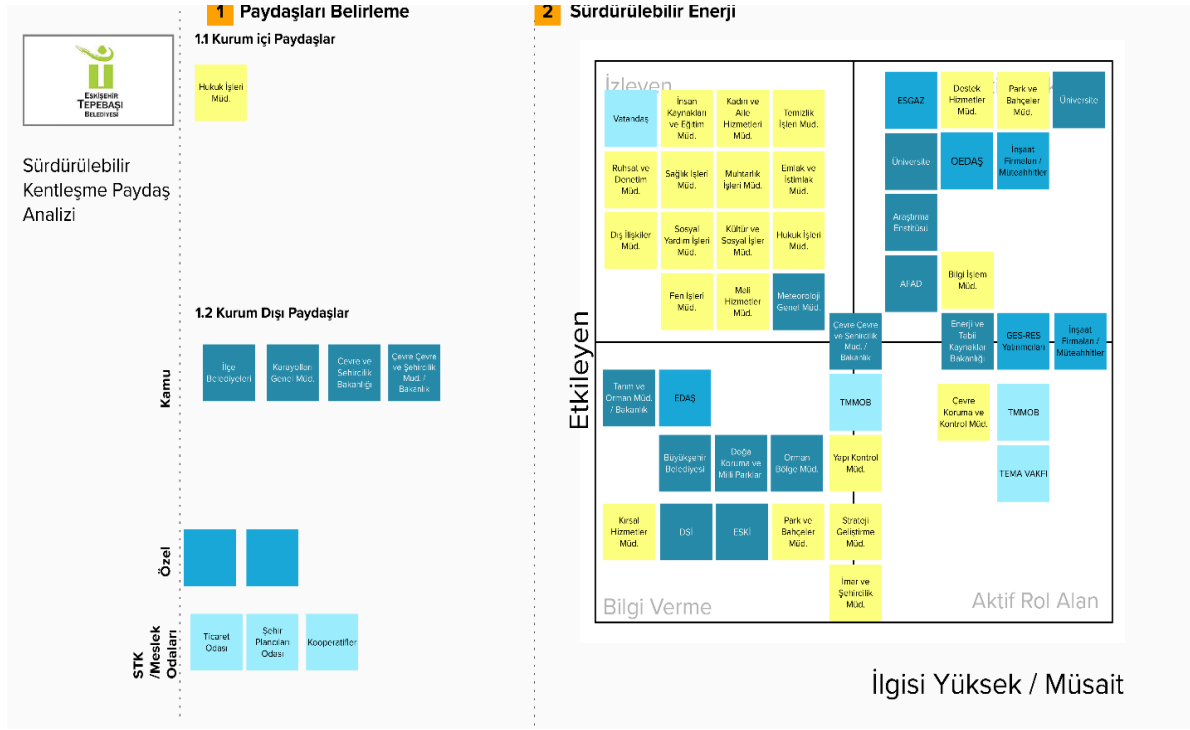 1 Paydaşları Belirleme
2 Sürdürülebilir Enerji
ESKİŞEHİR
TEPEBAŞI
BELEDİYESİ
Sürdürülebilir
Kentleşme Paydaş
Analizi
1.1 Kurum içi Paydaşlar
Hukuk İşleri
Müd.
1.2 Kurum Dışı Paydaşlar
Kamu
İlçe
Belediyeleri
Karayolları
Genel Müd.
Çevre ve
Sehircilik
Bakanlığı
Çevre Çevre
ve Şehircilik
Mud. /
Bakanlık
Özel
STK
/Meslek
Odaları
Ticaret
Odası
Şehir
Plancıları
Odası
Kooperatifler
Etkileyen
İzleyen
Vatandaş
İnsan
Kaynakları
ve Eğitim
Müd.
Kadın ve
Aile
Hizmetleri
Müd.
Temizlik
İşleri Mud.
Ruhsat ve
Denetim
Müd.
Sağlık İşleri
Müd.
Muhtarlık
İşleri Müd.
Emlak ve
İstimlak
Müd.
Dış İlişkiler
Müd.
Sosyal
Yardım İşleri
Müd.
Kültür ve
Sosyal İşler
Müd.
Hukuk İşleri
Müd.
Fen İşleri
Müd.
Mali
Hizmetler
Müd.
Meteoroloji
Genel Müd.
ESGAZ
Destek
Hizmetler
Müd.
Park ve
Bahçeler
Müd.
Üniversite
Üniversite
OEDAŞ
İnşaat
Firmaları /
Müteahhitler
Araştırma
Enstitüsü
AFAD
Bilgi İşlem
Müd.
Çevre Çevre
ve Şehircilik
Mud. /
Bakanlık
Enerji ve
Tabii
Kaynaklar
Bakanlığı
GES-RES
Yatırımcıları
İnşaat
Firmaları /
Müteahhitler
Tarım ve
Orman Müd.
/ Bakanlık
EDAŞ
TMMOB
Çevre
Koruma ve
Kontrol Müd.
TMMOB
Büyükşehir
Belediyesi
Doğa
Koruma ve
Milli Parklar
Orman
Bölge Müd.
Yapı Kontrol
Müd.
TEMA VAKFI
Kırsal
Hizmetler
Müd.
DSİ
ESKİ
Park ve
Bahçeler
Müd.
Strateji
Geliştirme
Müd.
İmar ve
Şehircilik
Müd.
Bilgi Verme
Aktif Rol Alan
İlgisi Yüksek / Müsait